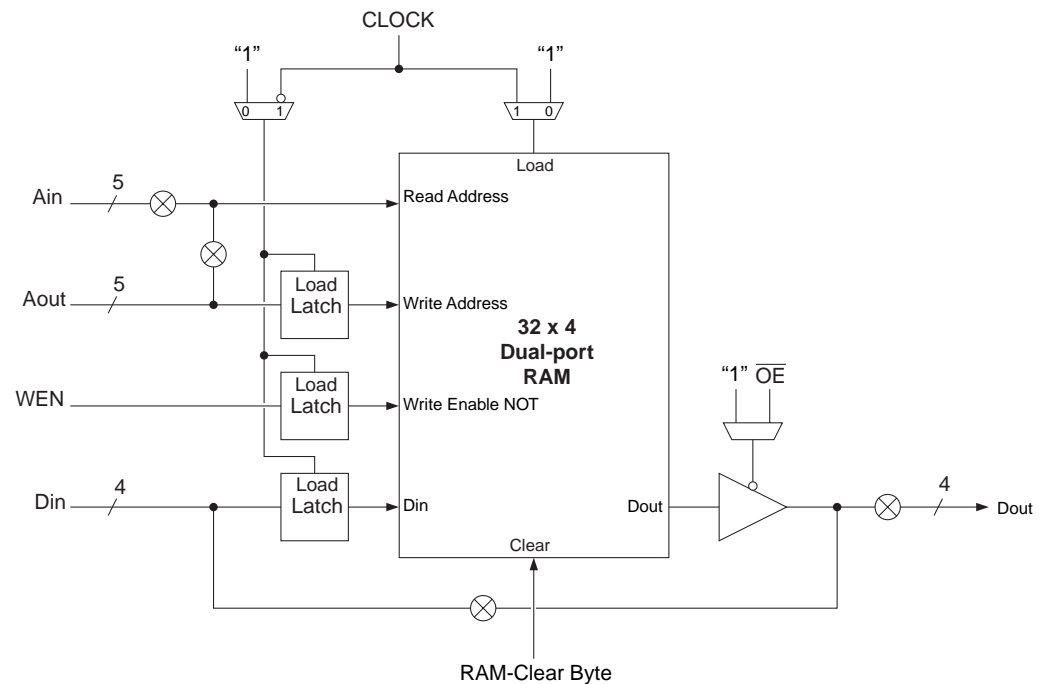 CLOCK
“1” “1”
0 1 1 0
Load
Ain 5 Read Address
Aout 5 Load Latch Write Address
32 x 4
Dual-port
RAM
WEN Load Latch Write Enable NOT
“1” O̅E̅
Din 4 Load Latch Din Dout 4 Dout
Clear
RAM-Clear Byte